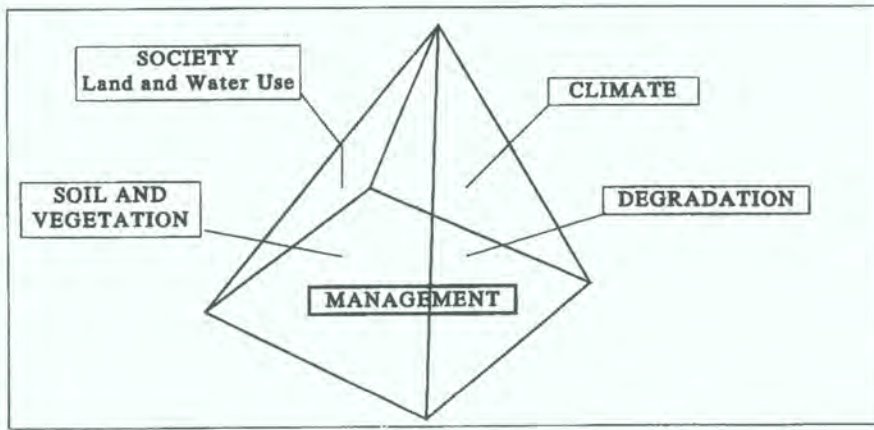 SOCIETY
Land and Water Use
CLIMATE
SOIL AND
VEGETATION
DEGRADATION
MANAGEMENT